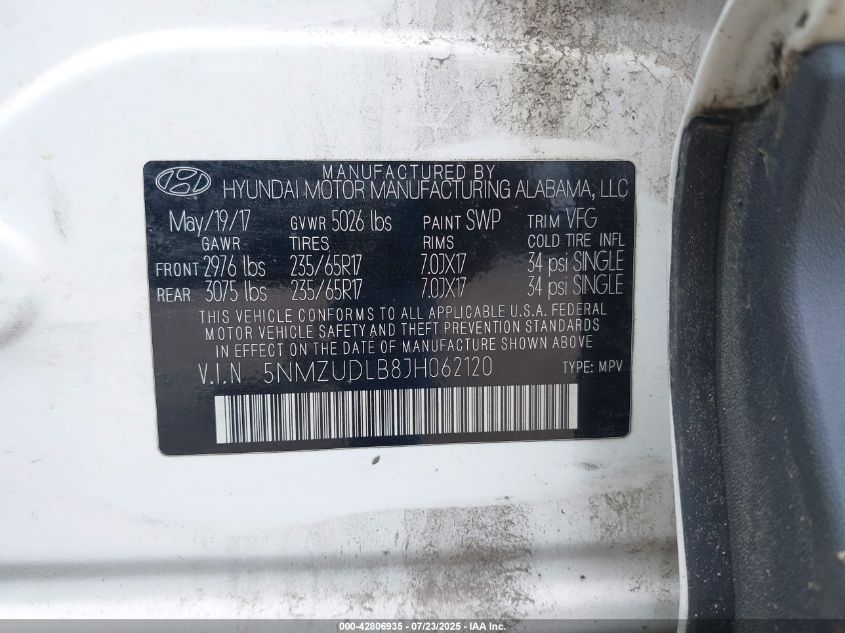 MANUFACTURED BY
HYUNDAI MOTOR MANUFACTURING ALABAMA, LLC
May/19/17 GVWR 5026 lbs PAINT SWP TRIM VFG
GAWR TIRES RIMS COLD TIRE INFL
FRONT 2976 lbs 235/65R17 7.0JX17 34 psi SINGLE
REAR 3075 lbs 235/65R17 7.0JX17 34 psi SINGLE
THIS VEHICLE CONFORMS TO ALL APPLICABLE U.S.A. FEDERAL
MOTOR VEHICLE SAFETY AND THEFT PREVENTION STANDARDS
IN EFFECT ON THE DATE OF MANUFACTURE SHOWN ABOVE
V.I.N 5NMZUDLB8JH062120 TYPE: MPV
000-42806935 - 07/23/2025 - IAA Inc.